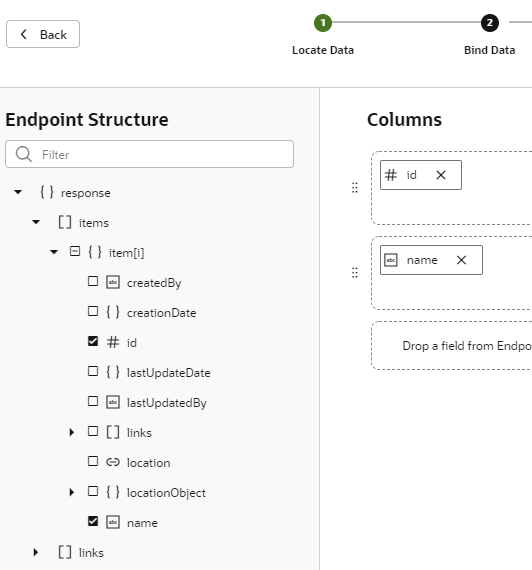 Back
1
2
Locate Data
Bind Data
Endpoint Structure
Filter
response
items
item[i]
createdBy
creationDate
id
lastUpdateDate
lastUpdatedBy
links
location
locationObject
name
links
Columns
id
name
Drop a field from Endpo